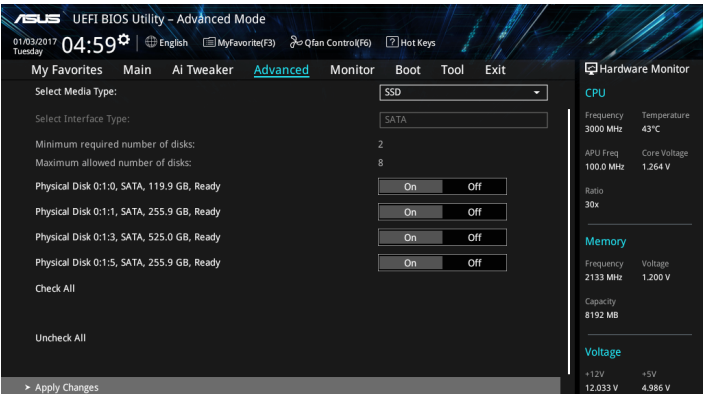 ASUS UEFI BIOS Utility – Advanced Mode
01/03/2017 Tuesday 04:59 English MyFavorite(F3) Qfan Control(F6) ? Hot Keys
My Favorites Main Ai Tweaker Advanced Monitor Boot Tool Exit
Select Media Type: SSD
Select Interface Type: SATA
Minimum required number of disks: 2
Maximum allowed number of disks: 8
Physical Disk 0:1:0, SATA, 119.9 GB, Ready On Off
Physical Disk 0:1:1, SATA, 255.9 GB, Ready On Off
Physical Disk 0:1:3, SATA, 525.0 GB, Ready On Off
Physical Disk 0:1:5, SATA, 255.9 GB, Ready On Off
Check All
Uncheck All
> Apply Changes
Hardware Monitor
CPU
Frequency Temperature
3000 MHz 43°C
APU Freq Core Voltage
100.0 MHz 1.264 V
Ratio
30x
Memory
Frequency Voltage
2133 MHz 1.200 V
Capacity
8192 MB
Voltage
+12V +5V
12.033 V 4.986 V